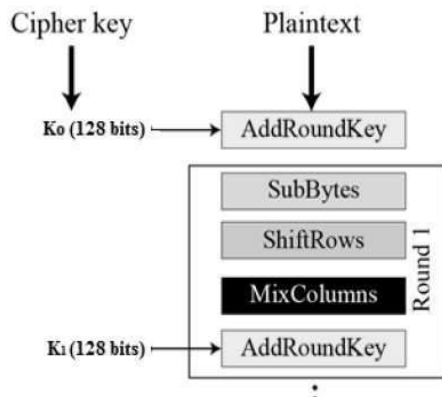 Cipher key
Plaintext
K0 (128 bits)
AddRoundKey
SubBytes
ShiftRows
MixColumns
Round 1
K1 (128 bits)
AddRoundKey